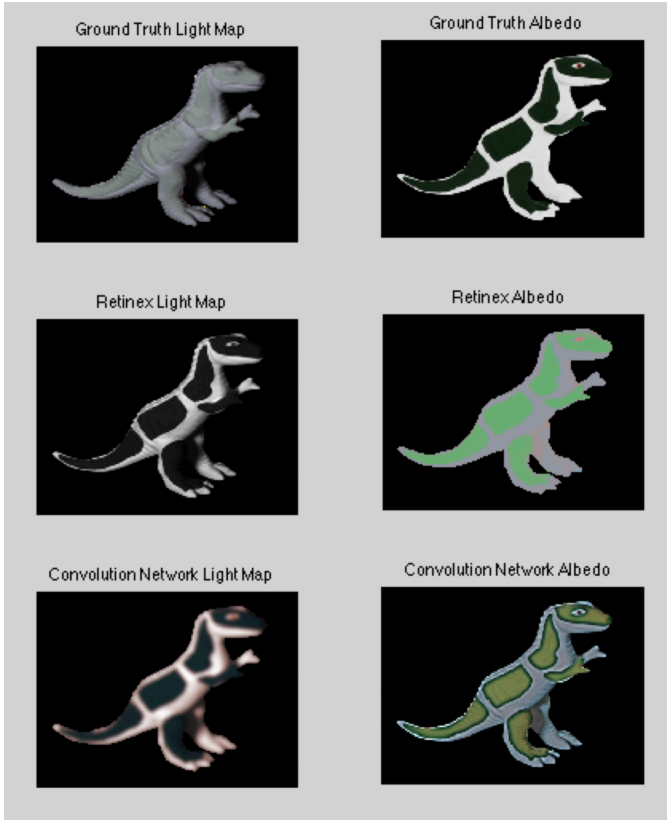 Ground Truth Light Map
Ground Truth Albedo
Retinex Light Map
Retinex Albedo
Convolution Network Light Map
Convolution Network Albedo